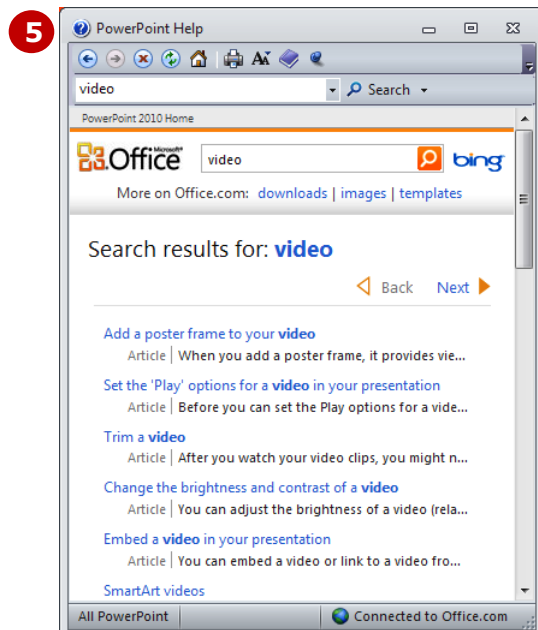 5
PowerPoint Help
video
Search
PowerPoint 2010 Home
Microsoft®
Office
video
bing
More on Office.com: downloads | images | templates
Search results for: video
Back Next
Add a poster frame to your video
Article | When you add a poster frame, it provides vie...
Set the 'Play' options for a video in your presentation
Article | Before you can set the Play options for a vide...
Trim a video
Article | After you watch your video clips, you might n...
Change the brightness and contrast of a video
Article | You can adjust the brightness of a video (rela...
Embed a video in your presentation
Article | You can embed a video or link to a video fro...
SmartArt videos
All PowerPoint Connected to Office.com